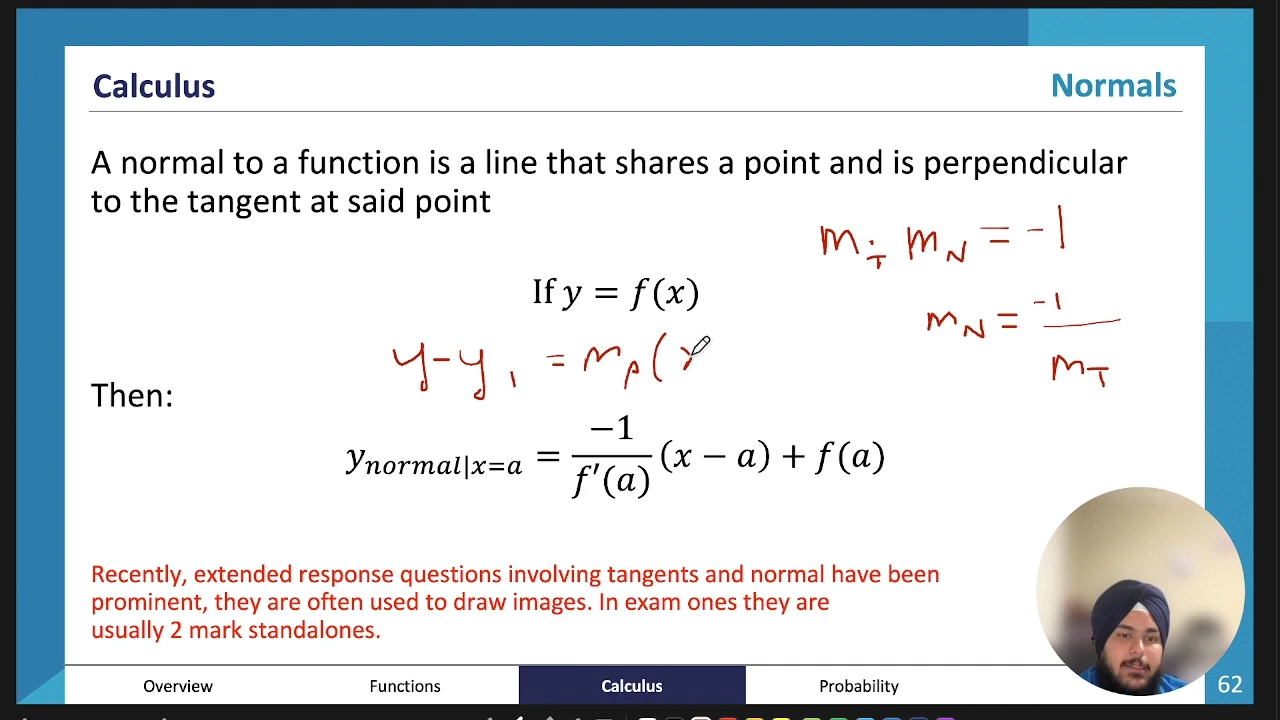 Calculus
Normals
A normal to a function is a line that shares a point and is perpendicular
to the tangent at said point
m_T m_N = -1
If y = f(x)
m_N = -1/m_T
y - y_1 = m_p (x
Then:
y_{normal|x=a} = -1/f'(a) (x − a) + f(a)
Recently, extended response questions involving tangents and normal have been
prominent, they are often used to draw images. In exam ones they are
usually 2 mark standalones.
Overview
Functions
Calculus
Probability
62